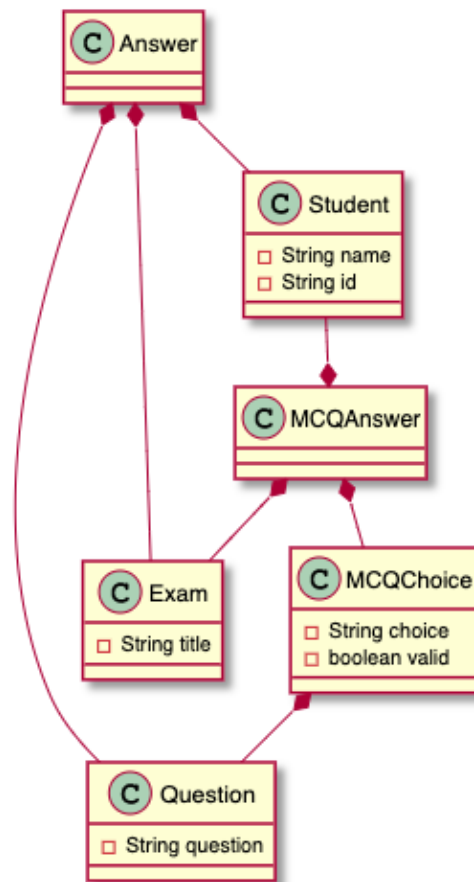 C Answer
C Student
String name
String id
C MCQAnswer
C Exam
String title
C MCQChoice
String choice
boolean valid
C Question
String question